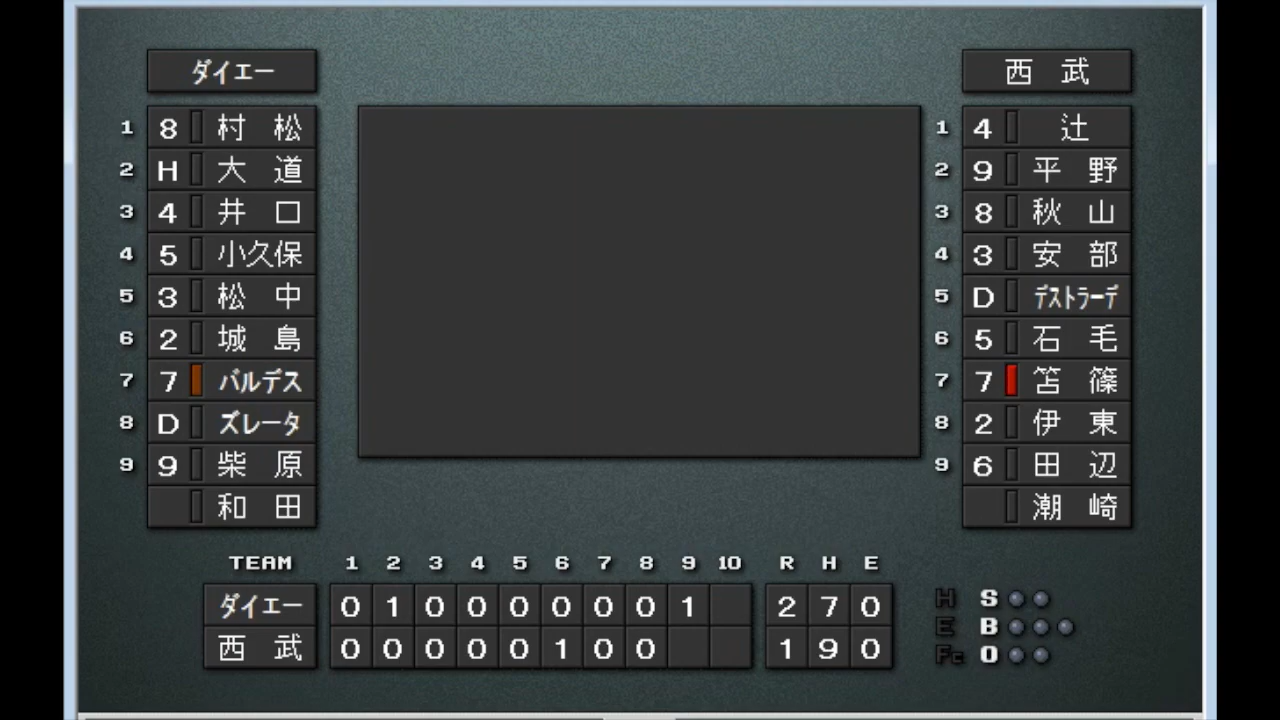 ダイエー 西 武
1 8 村 松 1 4 辻
2 H 大 道 2 9 平 野
3 4 井 口 3 8 秋 山
4 5 小久保 4 3 安 部
5 3 松 中 5 D デストラーデ
6 2 城 島 6 5 石 毛
7 7 バルデス 7 7 笘 篠
8 D ズレータ 8 2 伊 東
9 9 柴 原 9 6 田 辺
和 田 潮 崎
TEAM 1 2 3 4 5 6 7 8 9 10 R H E
ダイエー 0 1 0 0 0 0 0 0 1 2 7 0
西 武 0 0 0 0 0 1 0 0 1 9 0
H S
E B
Fc O